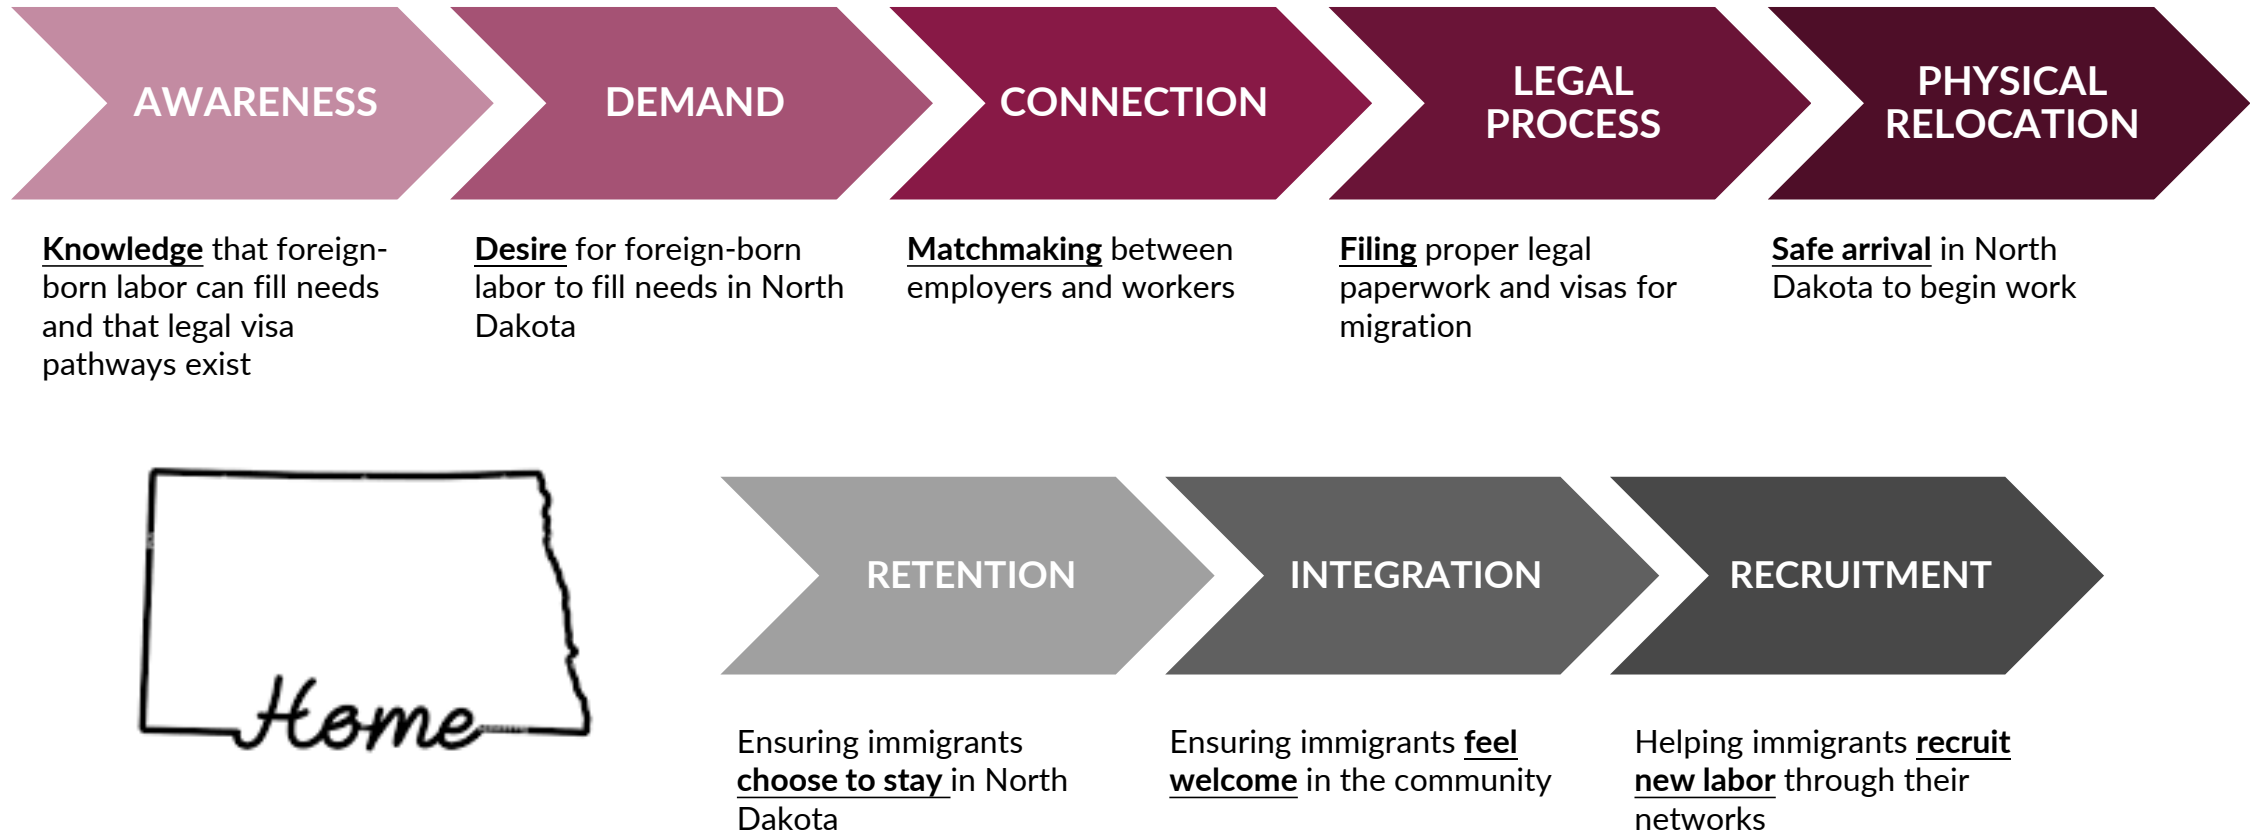 AWARENESS
DEMAND
CONNECTION
LEGAL
PROCESS
PHYSICAL
RELOCATION
Knowledge that foreign-
born labor can fill needs
and that legal visa
pathways exist
Desire for foreign-born
labor to fill needs in North
Dakota
Matchmaking between
employers and workers
Filing proper legal
paperwork and visas for
migration
Safe arrival in North
Dakota to begin work
Home
RETENTION
INTEGRATION
RECRUITMENT
Ensuring immigrants
choose to stay in North
Dakota
Ensuring immigrants feel
welcome in the community
Helping immigrants recruit
new labor through their
networks